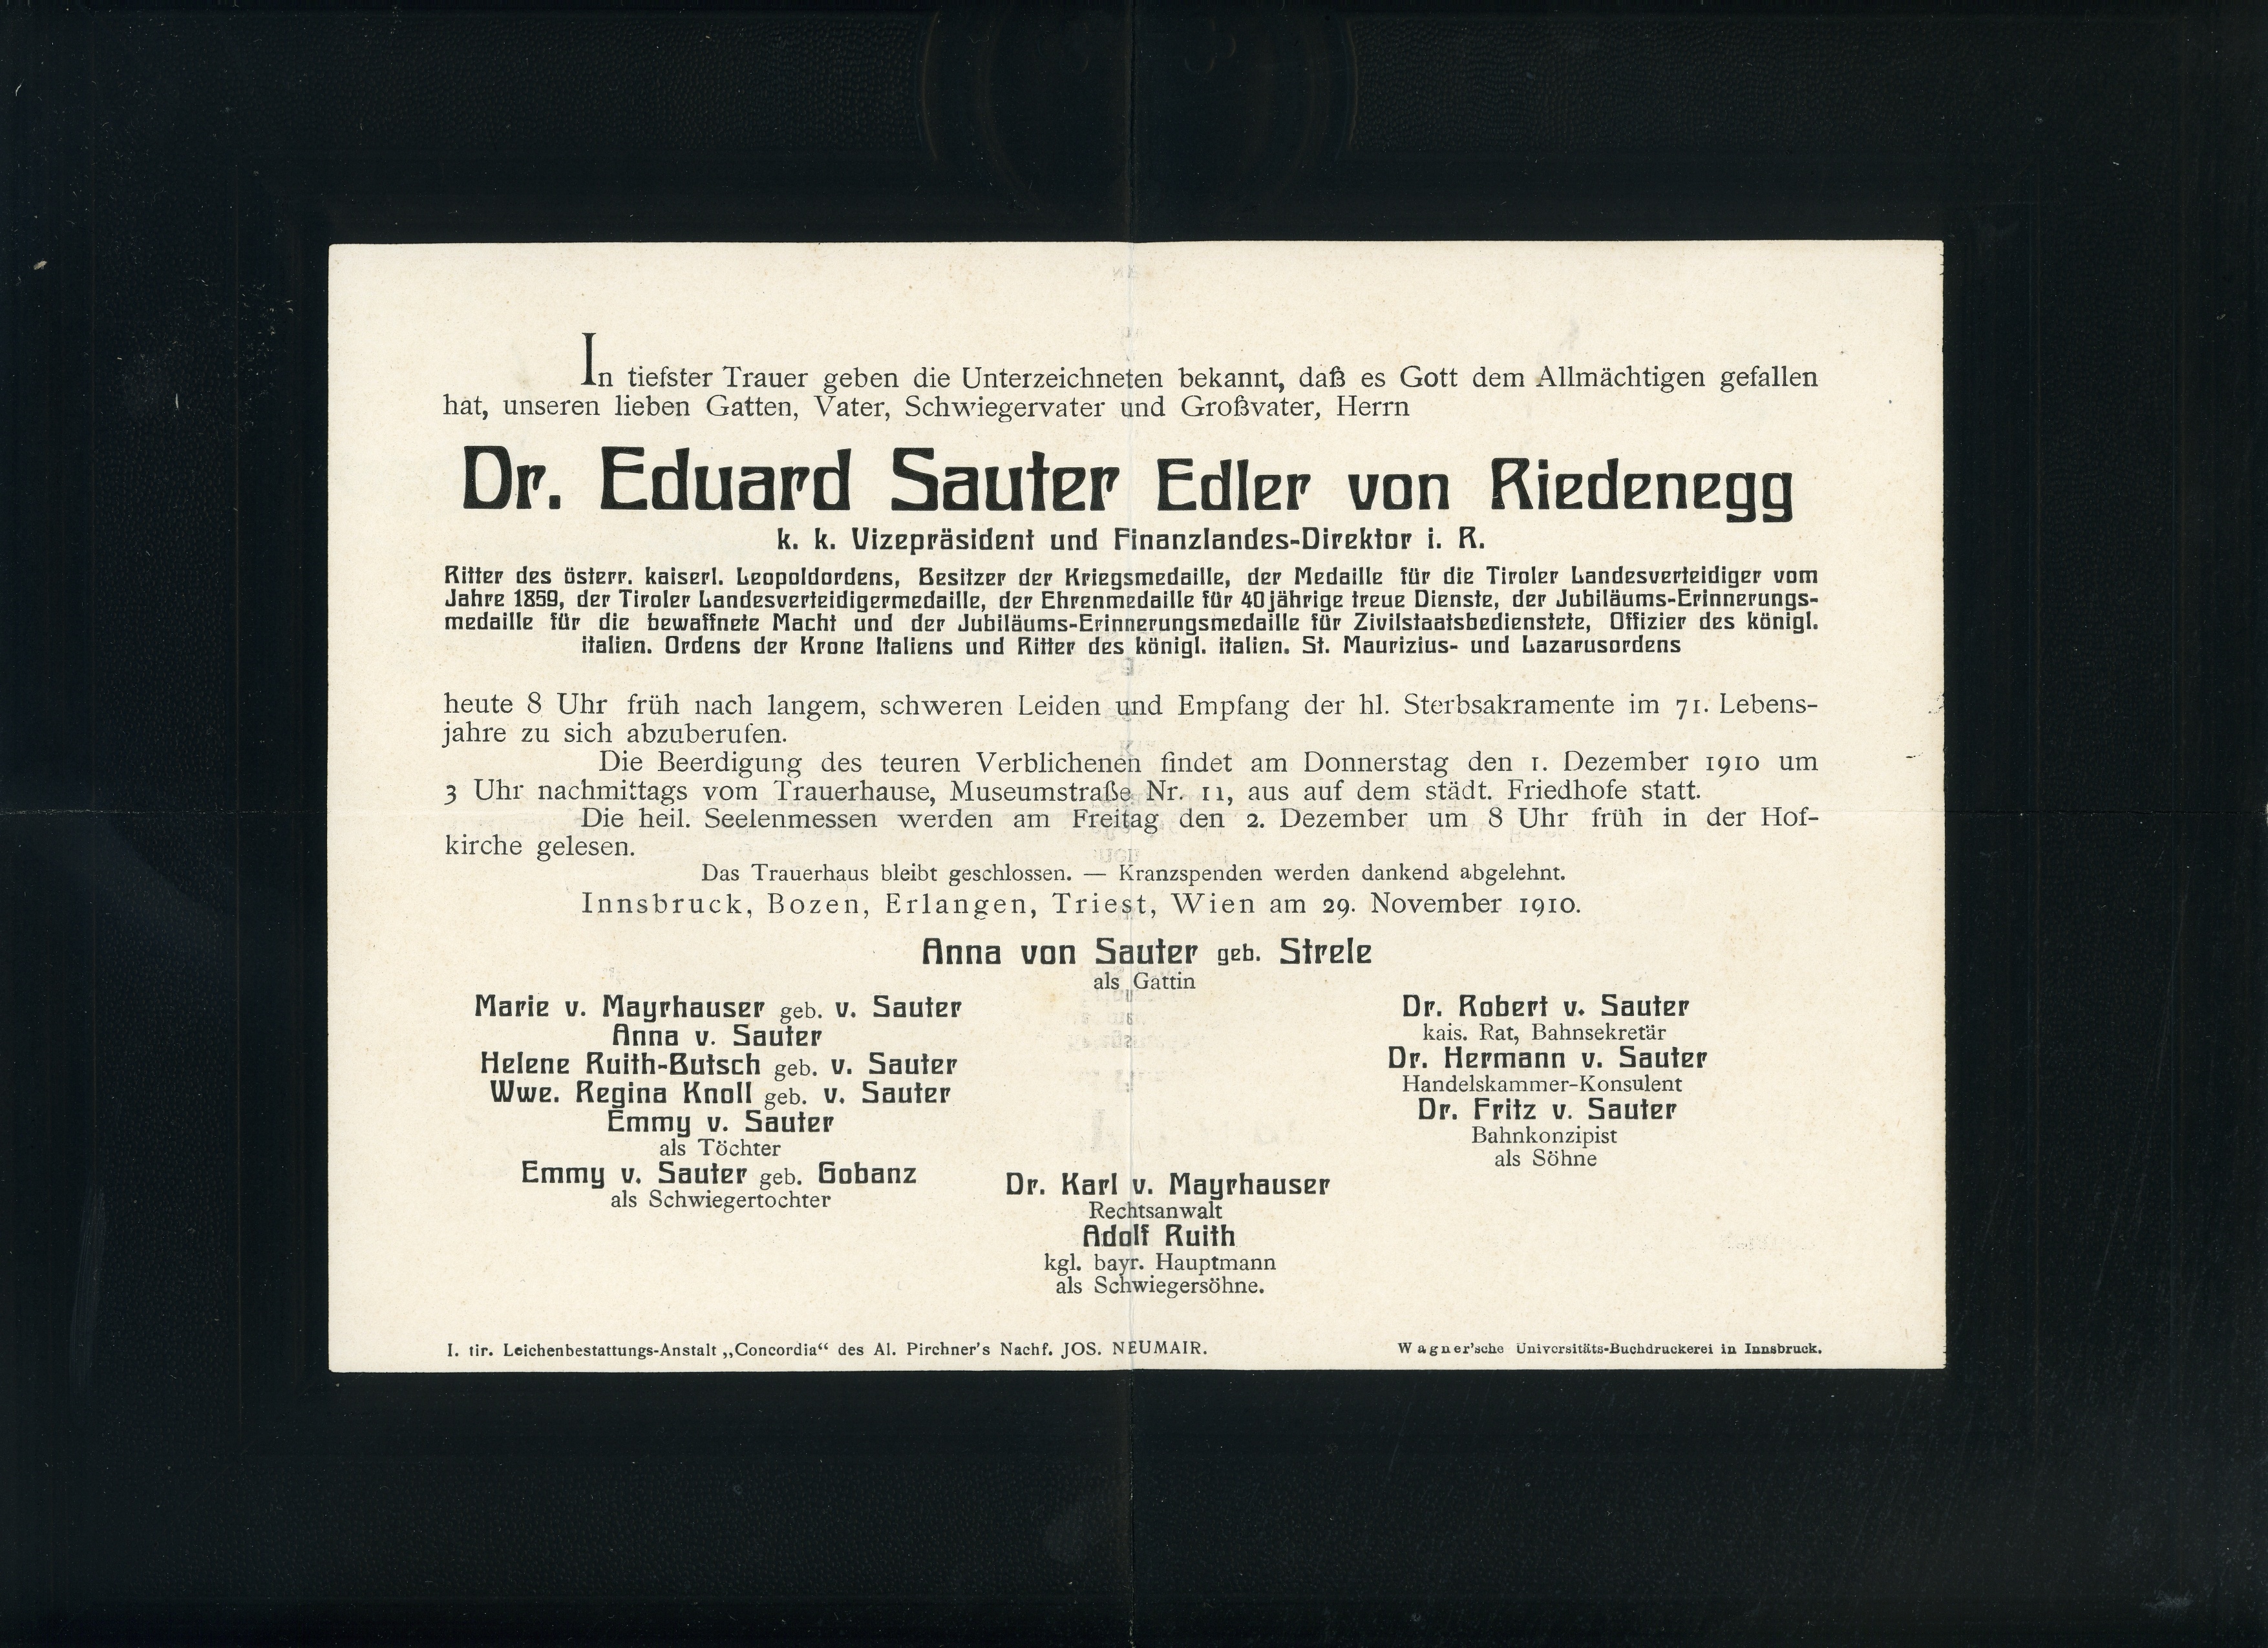 In tiefster Trauer geben die Unterzeichneten bekannt, daß es Gott dem Allmächtigen gefallen
hat, unseren lieben Gatten, Vater, Schwiegervater und Großvater, Herrn
Dr. Eduard Sauter Edler von Riedenegg
k. k. Vizepräsident und Finanzlandes-Direktor i. R.
Ritter des österr. kaiserl. Leopoldordens, Besitzer der Kriegsmedaille, der Medaille für die Tiroler Landesverteidiger vom
Jahre 1859, der Tiroler Landesverteidigermedaille, der Ehrenmedaille für 40jährige treue Dienste, der Jubiläums-Erinnerungs-
medaille für die bewaffnete Macht und der Jubiläums-Erinnerungsmedaille für Zivilstaatsbedienstete, Offizier des königl.
italien. Ordens der Krone Italiens und Ritter des königl. italien. St. Maurizius- und Lazarusordens
heute 8 Uhr früh nach langem, schweren Leiden und Empfang der hl. Sterbsakramente im 71. Lebens-
jahre zu sich abzuberufen.
Die Beerdigung des teuren Verblichenen findet am Donnerstag den 1. Dezember 1910 um
3 Uhr nachmittags vom Trauerhause, Museumstraße Nr. 11, aus auf dem städt. Friedhofe statt.
Die heil. Seelenmessen werden am Freitag den 2. Dezember um 8 Uhr früh in der Hof-
kirche gelesen.
Das Trauerhaus bleibt geschlossen. — Kranzspenden werden dankend abgelehnt.
Innsbruck, Bozen, Erlangen, Triest, Wien am 29. November 1910.
Anna von Sauter geb. Strele
als Gattin
Marie v. Mayrhauser geb. v. Sauter
Anna v. Sauter
Helene Ruith-Butsch geb. v. Sauter
Wwe. Regina Knoll geb. v. Sauter
Emmy v. Sauter
als Töchter
Emmy v. Sauter geb. Gobanz
als Schwiegertochter
Dr. Robert v. Sauter
kais. Rat, Bahnsekretär
Dr. Hermann v. Sauter
Handelskammer-Konsulent
Dr. Fritz v. Sauter
Bahnkonzipist
als Söhne
Dr. Karl v. Mayrhauser
Rechtsanwalt
Adolf Ruith
kgl. bayr. Hauptmann
als Schwiegersöhne.
I. tir. Leichenbestattungs-Anstalt „Concordia“ des Al. Pirchner's Nachf. JOS. NEUMAIR.
Wagner'sche Universitäts-Buchdruckerei in Innsbruck.